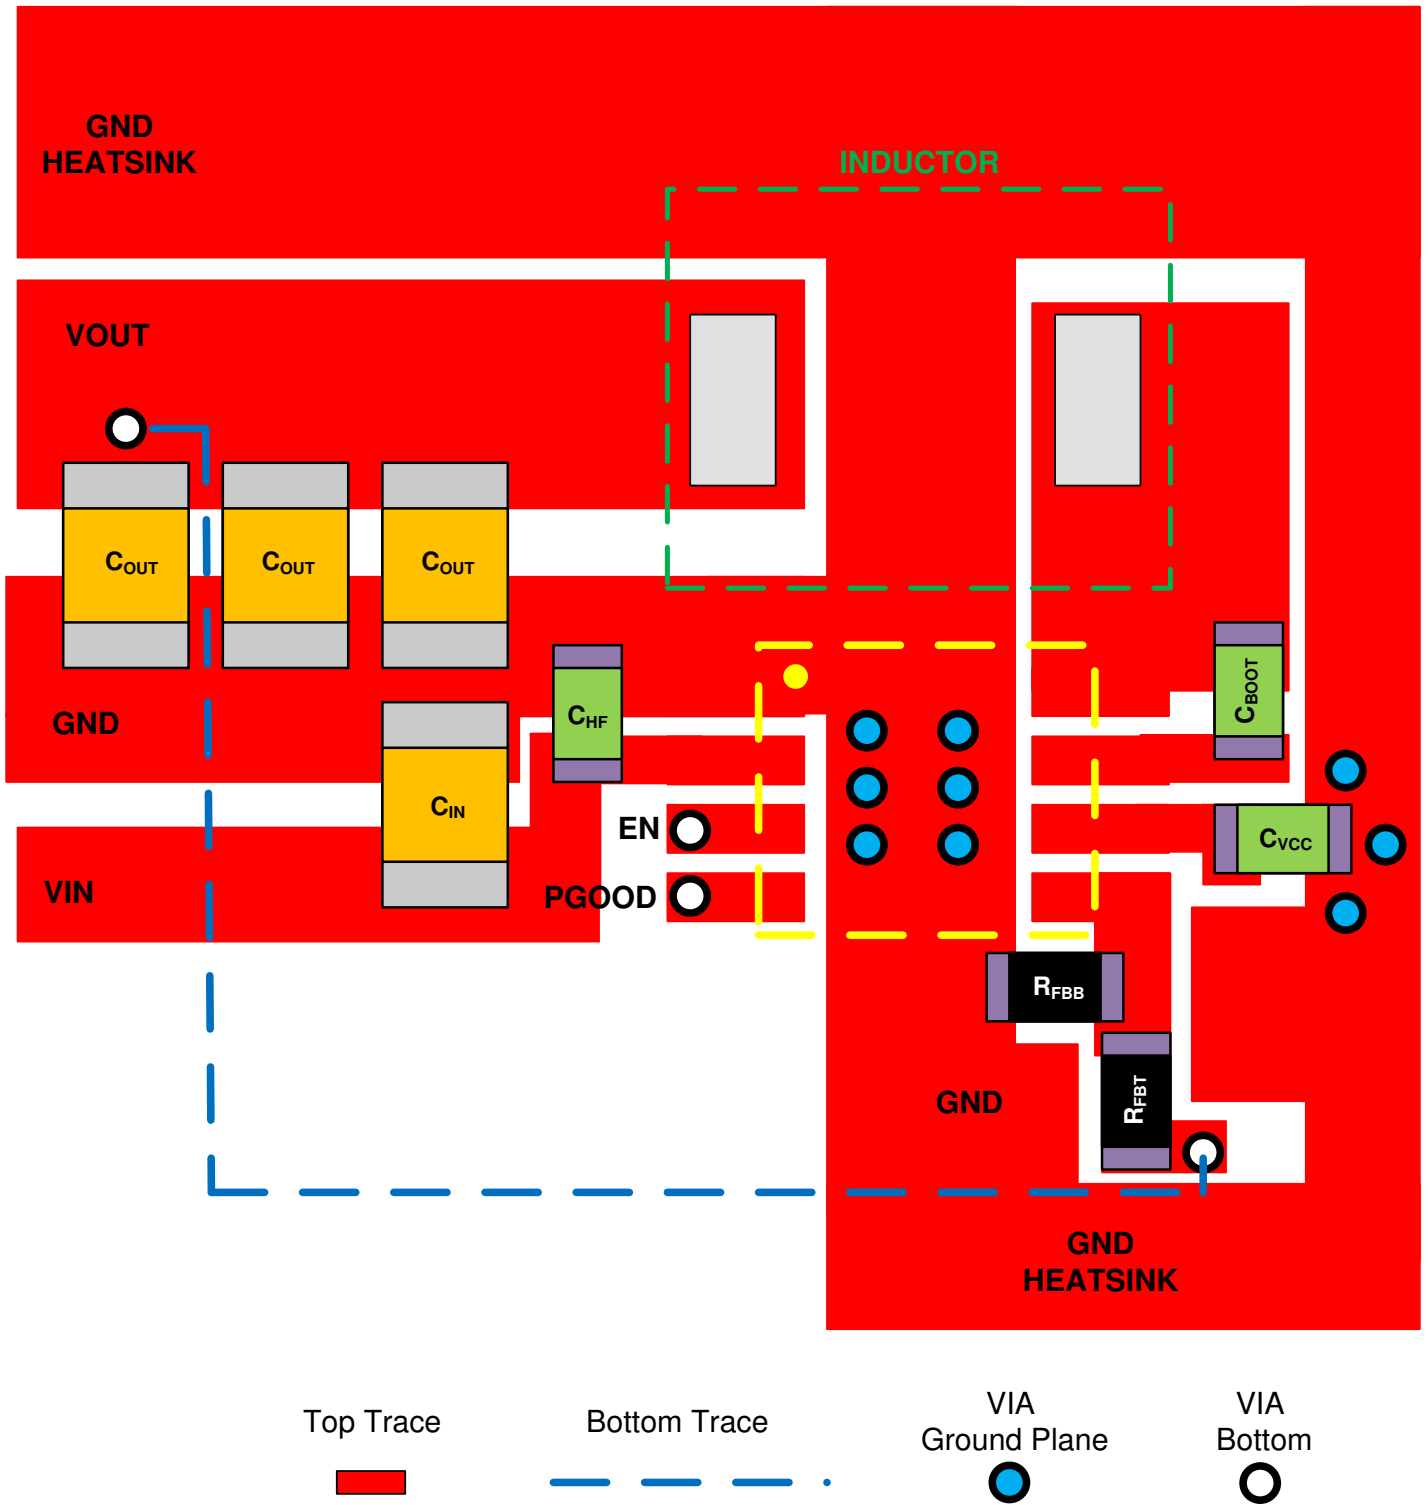 GND
HEATSINK
INDUCTOR
VOUT
COUT
COUT
COUT
GND
CHF
CBOOT
CIN
EN
CVCC
VIN
PGOOD
RFBB
GND
RFBT
GND
HEATSINK
Top Trace
Bottom Trace
VIA
Ground Plane
VIA
Bottom